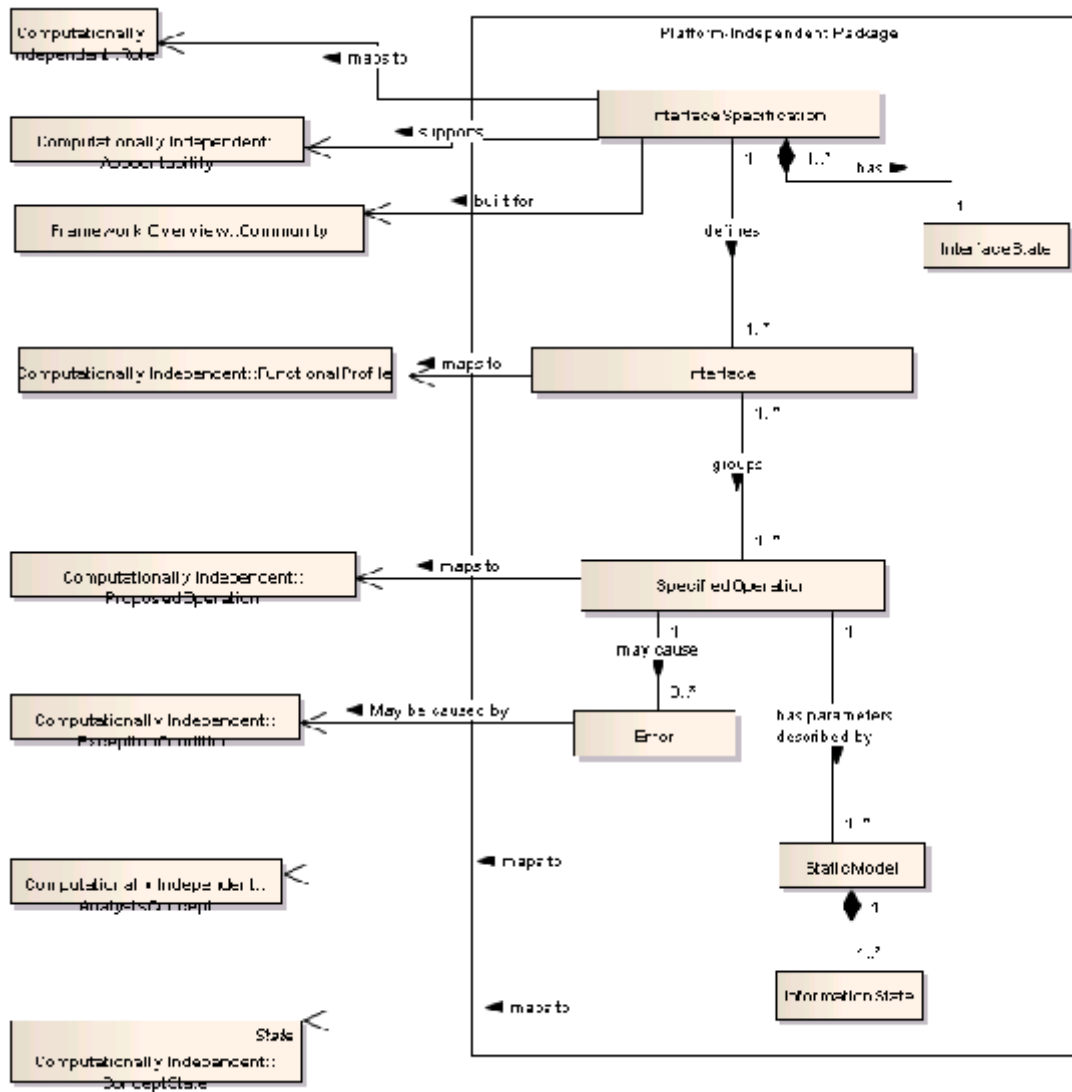 Computationally
Independent::Role
Platform-Independent Package
maps to
InterfaceSpecification
supports
Computationally Independent::
Accountability
1
1..*
has
built for
1
Framework Overview::Community
defines
InterfaceState
1..*
maps to
Computationally Independent::FunctionalProfile
Interface
1..*
groups
1..*
maps to
Computationally Independent::
ProposedOperation
SpecifiedOperation
1
1
may cause
0..*
May be caused by
Computationally Independent::
ExceptionCondition
Error
has parameters
described by
1..*
maps to
StaticModel
Computationally Independent::
AnalysisConcept
1
1..*
InformationState
maps to
State
Computationally Independent::
ConceptState